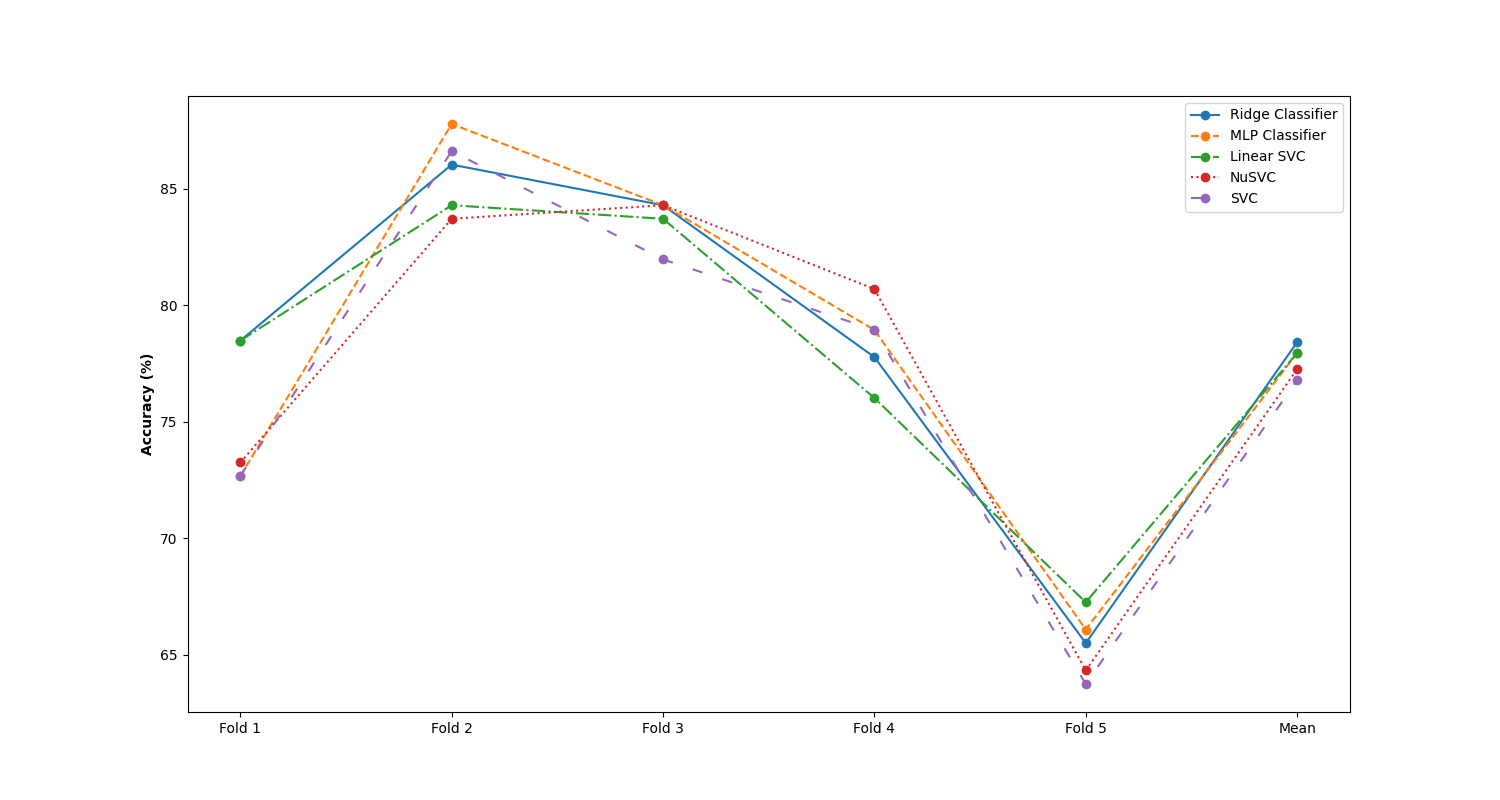 Ridge Classifier
MLP Classifier
Linear SVC
NuSVC
SVC
85
80
75
70
65
Accuracy (%)
Fold 1 Fold 2 Fold 3 Fold 4 Fold 5 Mean